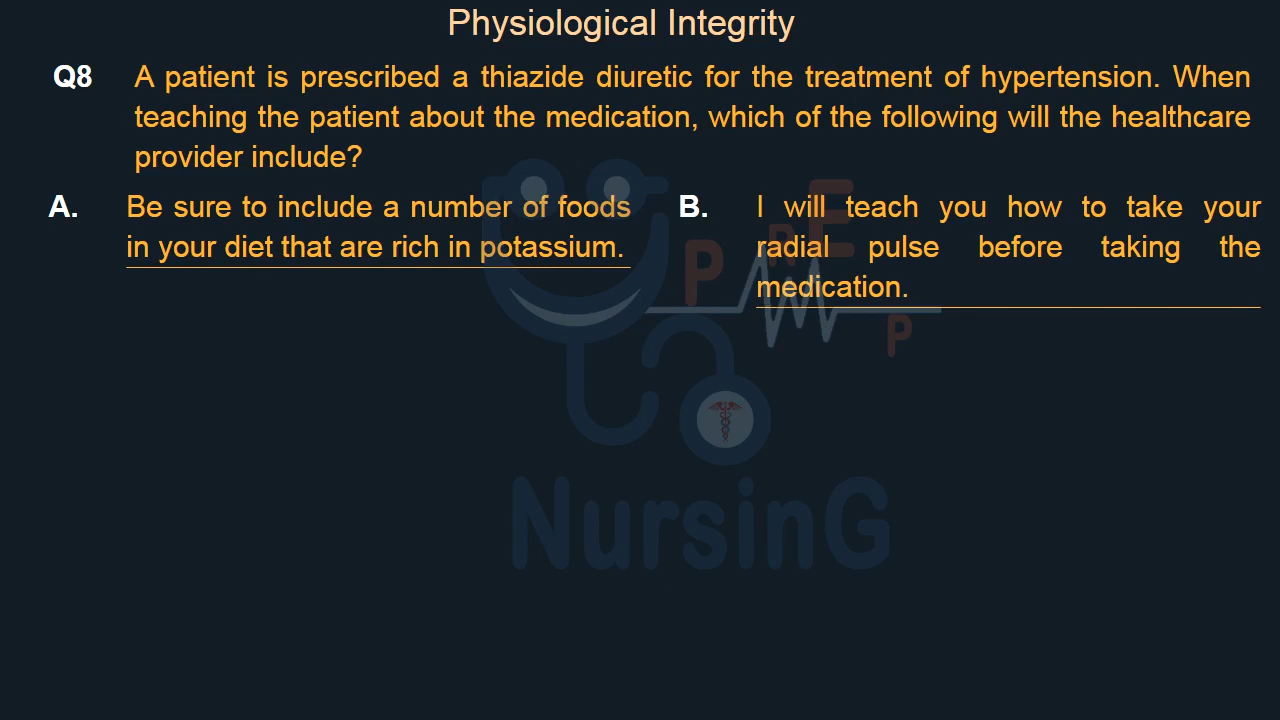 Physiological Integrity
Q8 A patient is prescribed a thiazide diuretic for the treatment of hypertension. When
teaching the patient about the medication, which of the following will the healthcare
provider include?
A. Be sure to include a number of foods
in your diet that are rich in potassium.
B. I will teach you how to take your
radial pulse before taking the
medication.
PREP
NursinG